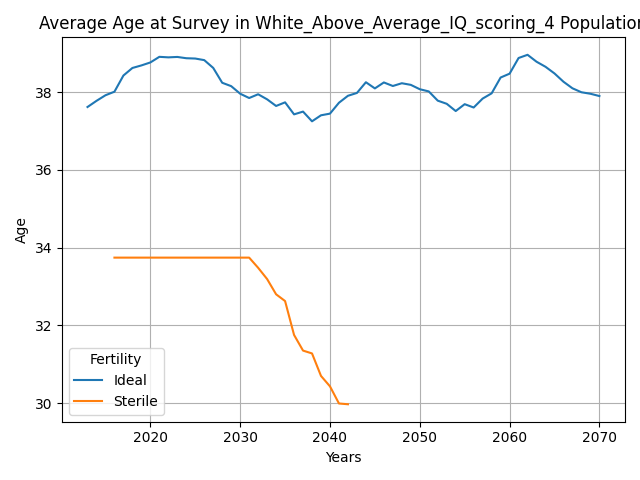 Average Age at Survey in White_Above_Average_IQ_scoring_4 Population
Age
38
36
34
32
30
Fertility
Ideal
Sterile
2020
2030
2040
2050
2060
2070
Years